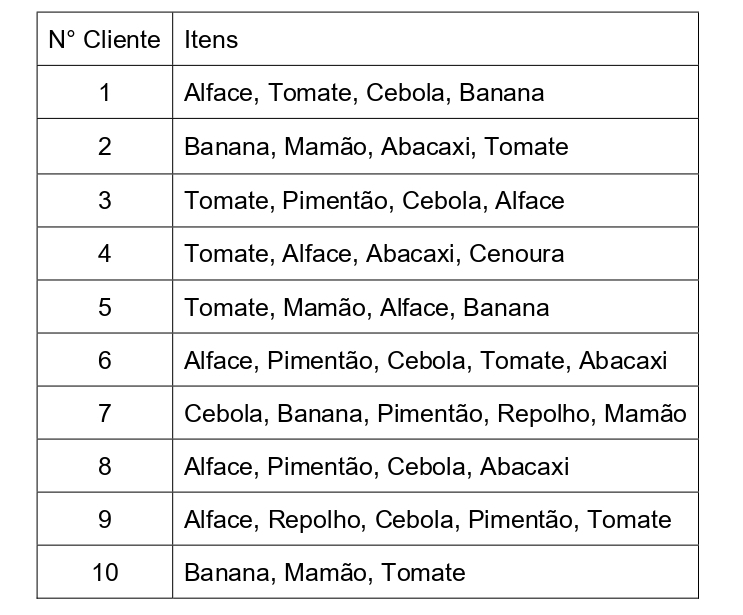 N° Cliente Itens
1 Alface, Tomate, Cebola, Banana
2 Banana, Mamão, Abacaxi, Tomate
3 Tomate, Pimentão, Cebola, Alface
4 Tomate, Alface, Abacaxi, Cenoura
5 Tomate, Mamão, Alface, Banana
6 Alface, Pimentão, Cebola, Tomate, Abacaxi
7 Cebola, Banana, Pimentão, Repolho, Mamão
8 Alface, Pimentão, Cebola, Abacaxi
9 Alface, Repolho, Cebola, Pimentão, Tomate
10 Banana, Mamão, Tomate